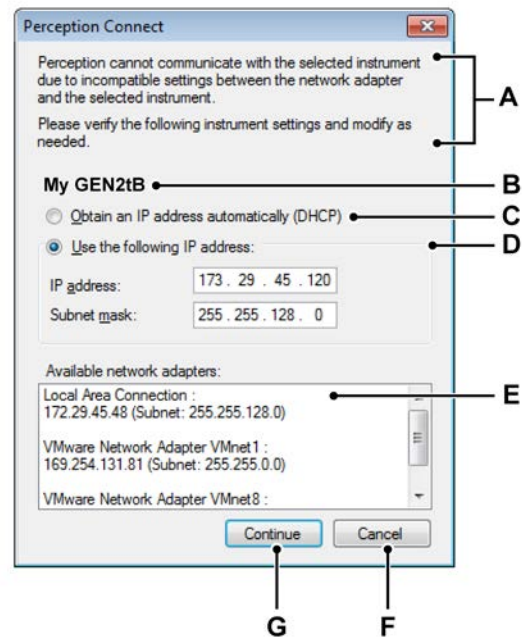 Perception Connect
Perception cannot communicate with the selected instrument
due to incompatible settings between the network adapter
and the selected instrument.
Please verify the following instrument settings and modify as
needed.
A
My GEN2tB
B
Obtain an IP address automatically (DHCP)
C
Use the following IP address:
D
IP address:
173 . 29 . 45 . 120
Subnet mask:
255 . 255 . 128 . 0
Available network adapters:
Local Area Connection :
E
172.29.45.48 (Subnet: 255.255.128.0)
VMware Network Adapter VMnet1 :
169.254.131.81 (Subnet: 255.255.0.0)
VMware Network Adapter VMnet8 :
Continue
Cancel
G
F